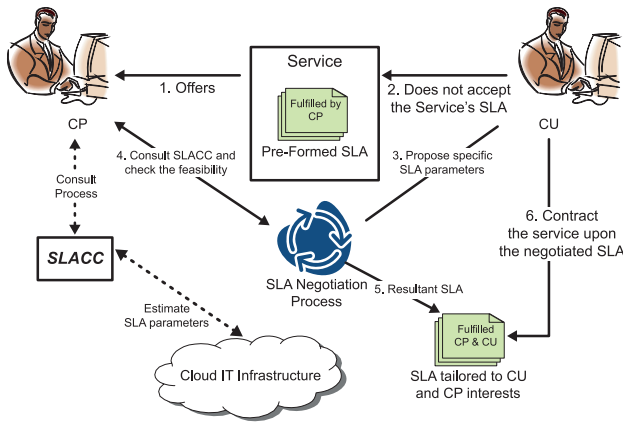 Service
Fulfilled by
CP
Pre-Formed SLA
1. Offers
2. Does not accept
the Service's SLA
CP
CU
4. Consult SLACC and
check the feasibility
3. Propose specific
SLA parameters
Consult
Process
6. Contract
the service upon
the negotiated SLA
SLACC
SLA Negotiation
Process
5. Resultant SLA
Estimate
SLA parameters
Fulfilled
CP & CU
Cloud IT Infrastructure
SLA tailored to CU
and CP interests